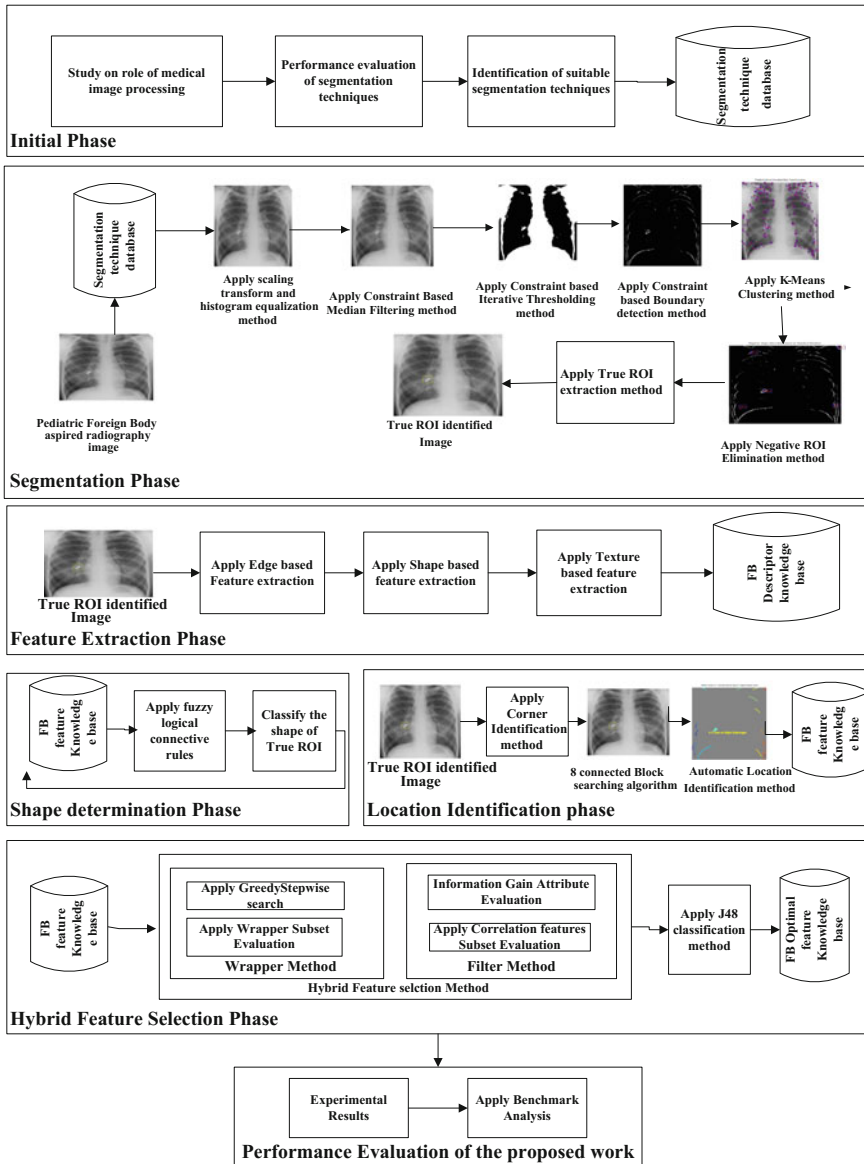 Study on role of medical
image processing
Performance evaluation
of segmentation
techniques
Identification of suitable
segmentation techniques
Segmentation
technique
database
Initial Phase
Segmentation
technique
database
Apply scaling
transform and
histogram equalization
method
Apply Constraint Based
Median Filtering method
Apply Constraint based
Iterative Thresholding
method
Apply Constraint
based Boundary
detection method
Apply K-Means
Clustering method
Pediatric Foreign Body
aspired radiography
image
True ROI identified
Image
Apply True ROI
extraction method
Apply Negative ROI
Elimination method
Segmentation Phase
True ROI identified
Image
Apply Edge based
Feature extraction
Apply Shape based
feature extraction
Apply Texture
based feature
extraction
FB
Descriptor
knowledge
base
Feature Extraction Phase
FB
feature
Knowledg
e base
Apply fuzzy
logical
connective
rules
Classify the
shape of
True ROI
Shape determination Phase
True ROI identified
Image
Apply
Corner
Identification
method
8 connected Block
searching algorithm
Automatic Location
Identification method
FB
feature
Knowledg
e base
Location Identification phase
FB
feature
Knowledg
e base
Apply GreedyStepwise
search
Apply Wrapper Subset
Evaluation
Wrapper Method
Information Gain Attribute
Evaluation
Apply Correlation features
Subset Evaluation
Filter Method
Hybrid Feature selction Method
Apply J48
classification
method
FB Optimal
feature
Knowledge
base
Hybrid Feature Selection Phase
Experimental
Results
Apply Benchmark
Analysis
Performance Evaluation of the proposed work